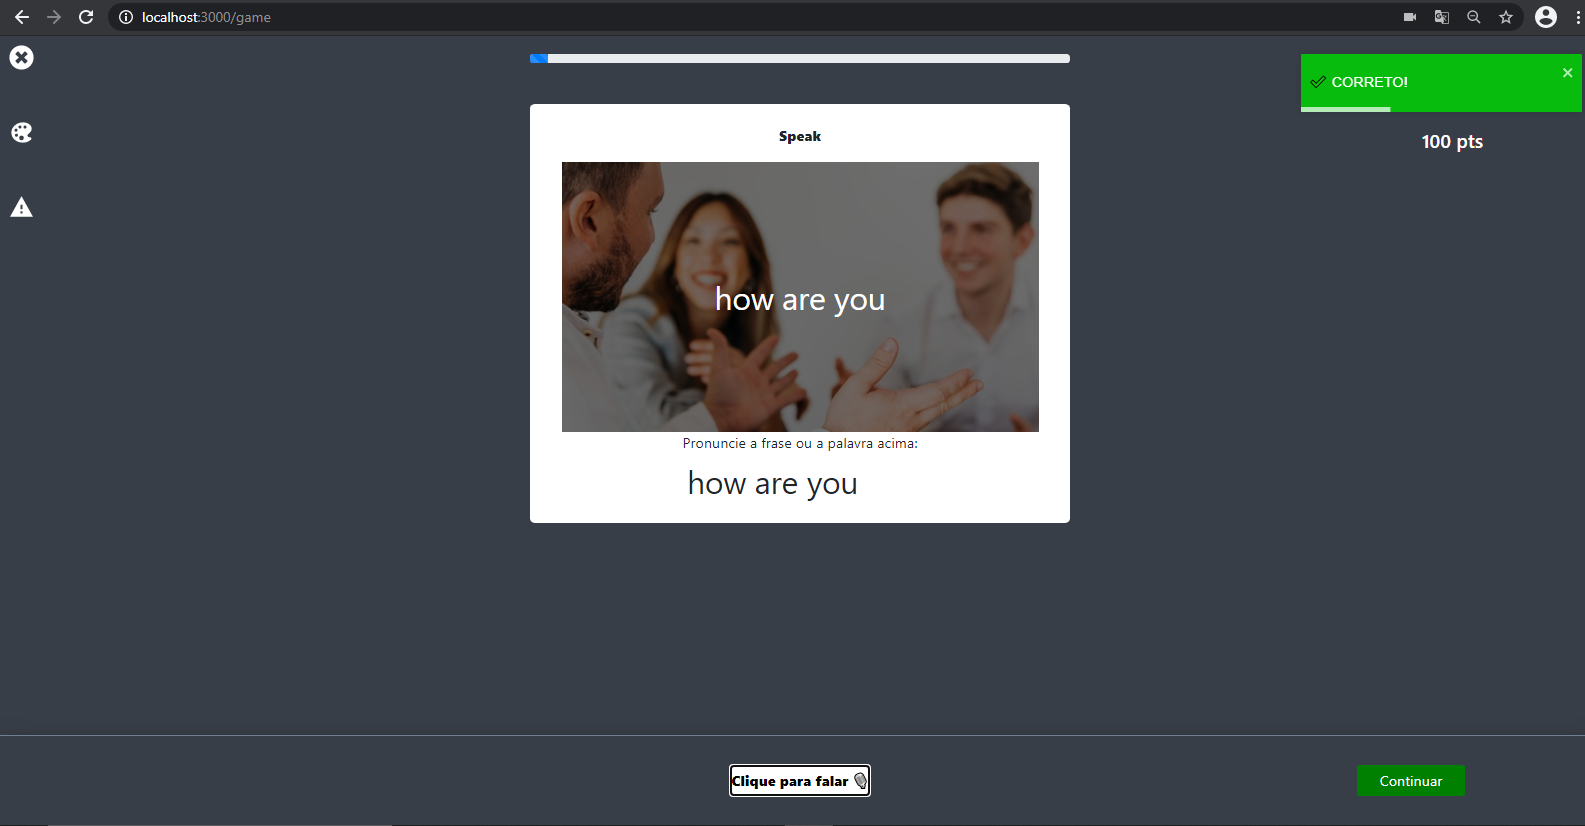 localhost:3000/game
CORRETO!
100 pts
Speak
how are you
Pronuncie a frase ou a palavra acima:
how are you
Clique para falar
Continuar